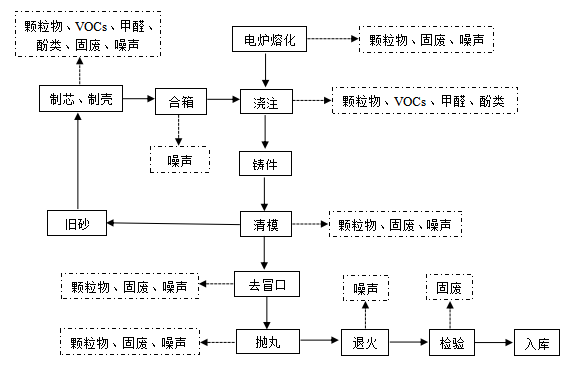 颗粒物、VOCs、甲醛、
酚类、固废、噪声
电炉熔化
颗粒物、固废、噪声
制芯、制壳
合箱
浇注
颗粒物、VOCs、甲醛、酚类
噪声
铸件
旧砂
清模
颗粒物、固废、噪声
颗粒物、固废、噪声
去冒口
噪声
固废
颗粒物、固废、噪声
抛丸
退火
检验
入库